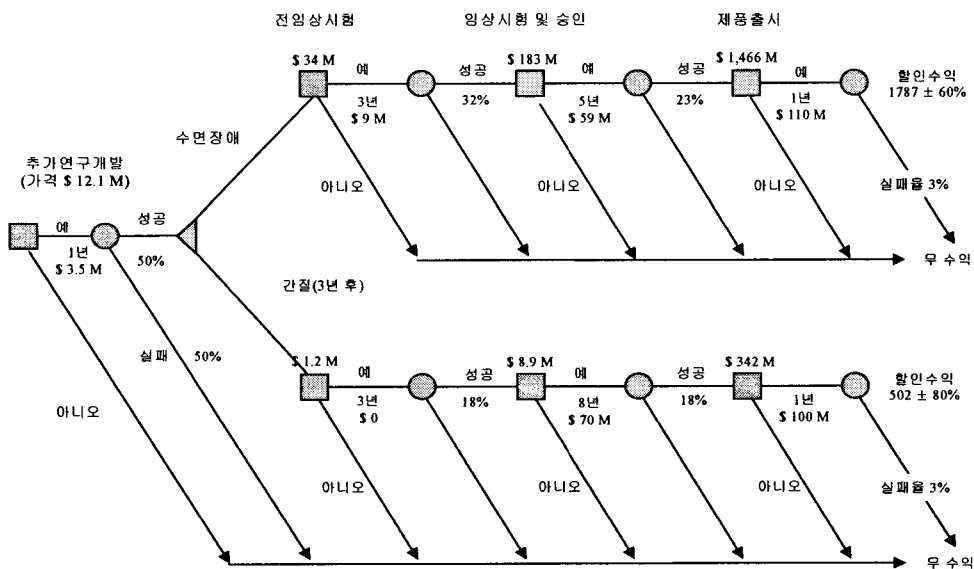 전임상시험
임상시험 및 승인
제품출시
$ 34 M
예
3년
$ 9 M
성공
32%
$ 183 M
예
5년
$ 59 M
성공
23%
$ 1,466 M
예
1년
$ 110 M
할인수익
1787 ± 60%
수면장애
아니오
아니오
아니오
실패율 3%
무 수익
추가연구개발
(가격 $ 12.1 M)
예
1년
$ 3.5 M
성공
50%
간질(3년 후)
실패
50%
아니오
$ 1.2 M
예
3년
$ 0
성공
18%
$ 8.9 M
예
8년
$ 70 M
성공
18%
$ 342 M
예
1년
$ 100 M
할인수익
502 ± 80%
아니오
아니오
아니오
실패율 3%
무 수익